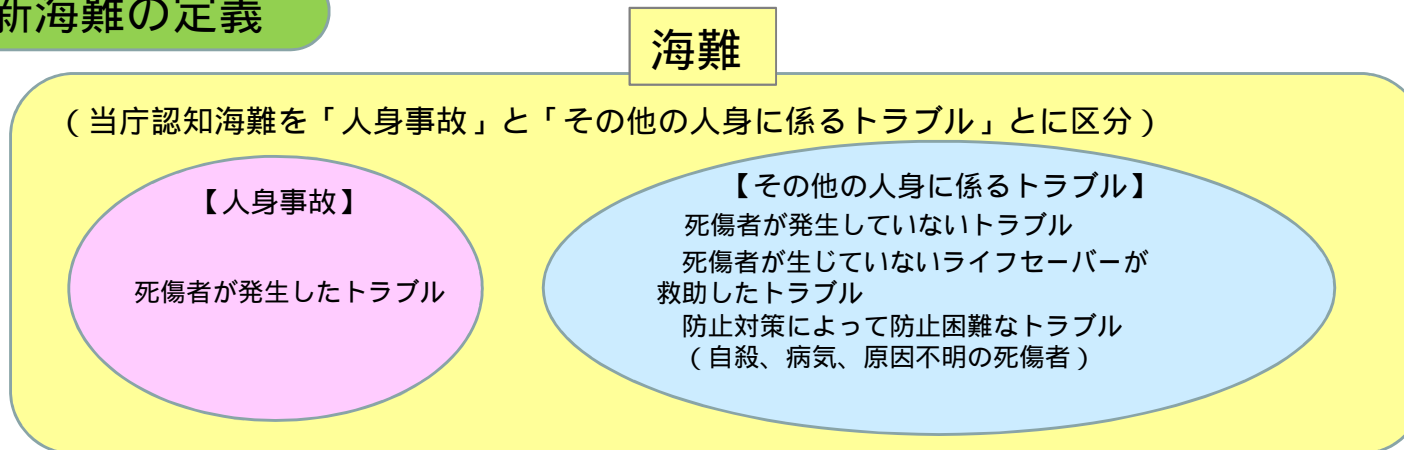 新海難の定義
海難
(当庁認知海難を「人身事故」と「その他の人身に係るトラブル」とに区分)
【人身事故】
死傷者が発生したトラブル
【その他の人身に係るトラブル】
死傷者が発生していないトラブル
死傷者が生じていないライフセーバーが
救助したトラブル
防止対策によって防止困難なトラブル
(自殺、病気、原因不明の死傷者)